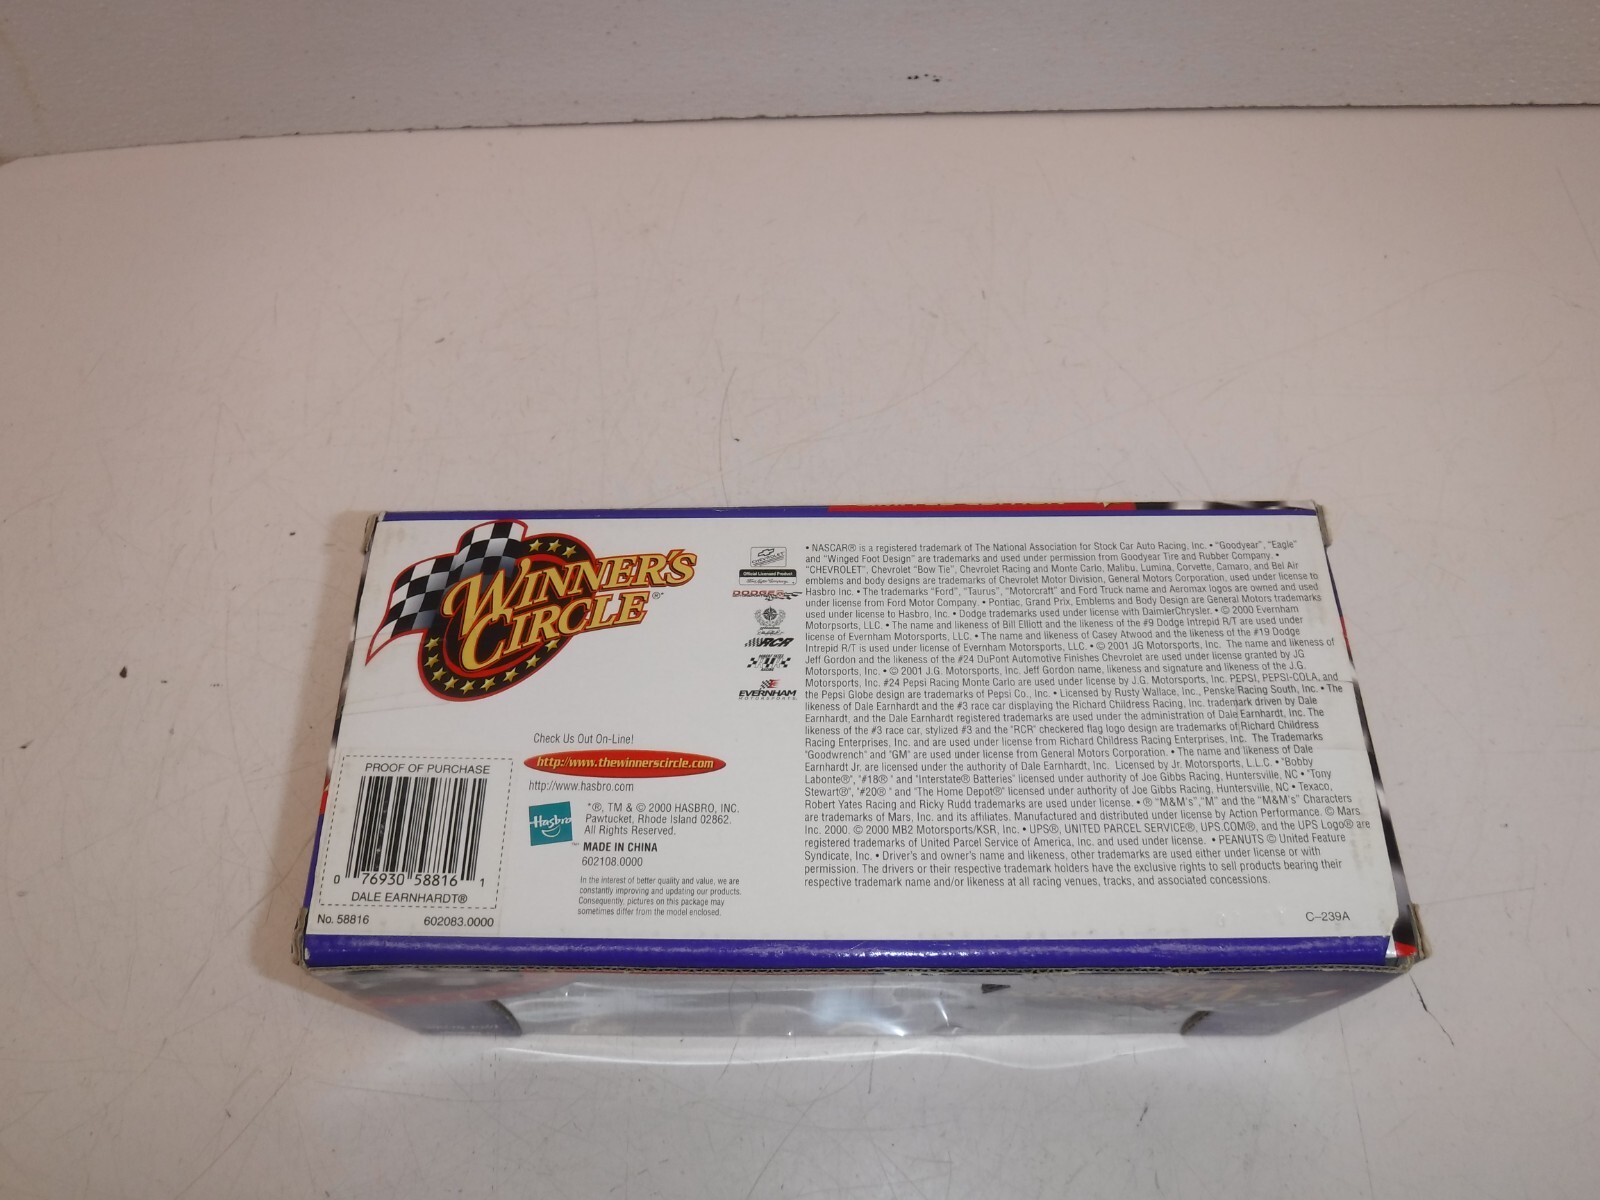 WINNER'S
CIRCLE®
Check Us Out On-Line!
http://www.thewinnerscircle.com
http://www.hasbro.com
Hasbro
*®, TM & © 2000 HASBRO, INC.
Pawtucket, Rhode Island 02862.
All Rights Reserved.
MADE IN CHINA
602108.0000
In the interest of better quality and value, we are
constantly improving and updating our products.
Consequently, pictures on this package may
sometimes differ from the model enclosed.
PROOF OF PURCHASE
0 76930 58816 1
DALE EARNHARDT®
No. 58816 602083.0000
Official Licensed Product
DODGE
RCR
EVERNHAM
MOTORSPORTS
• NASCAR® is a registered trademark of The National Association for Stock Car Auto Racing, Inc. • "Goodyear", "Eagle"
and "Winged Foot Design" are trademarks and used under permission from Goodyear Tire and Rubber Company. •
"CHEVROLET", Chevrolet "Bow Tie", Chevrolet Racing and Monte Carlo, Malibu, Lumina, Corvette, Camaro, and Bel Air
emblems and body designs are trademarks of Chevrolet Motor Division, General Motors Corporation, used under license to
Hasbro Inc. • The trademarks "Ford", "Taurus", "Motorcraft" and Ford Truck name and Aeromax logos are owned and used
under license from Ford Motor Company. • Pontiac, Grand Prix, Emblems and Body Design are General Motors trademarks
used under license to Hasbro, Inc. • Dodge trademarks used under license with DaimlerChrysler. • © 2000 Evernham
Motorpsorts, LLC. • The name and likeness of Bill Elliott and the likeness of the #9 Dodge Intrepid R/T are used under
license of Evernham Motorsports, LLC. • The name and likeness of Casey Atwood and the likeness of the #19 Dodge
Intrepid R/T is used under license of Evernham Motorsports, LLC. • © 2001 JG Motorsports, Inc. The name and likeness of
Jeff Gordon and the likeness of the #24 DuPont Automotive Finishes Chevrolet are used under license granted by JG
Motorsports, Inc. • © 2001 J.G. Motorsports, Inc. Jeff Gordon name, likeness and signature and likeness of the J.G.
Motorsports, Inc. #24 Pepsi Racing Monte Carlo are used under license by J.G. Motorsports, Inc. PEPSI, PEPSI-COLA, and
the Pepsi Globe design are trademarks of Pepsi Co., Inc. • Licensed by Rusty Wallace, Inc., Penske Racing South, Inc. • The
likeness of Dale Earnhardt and the #3 race car displaying the Richard Childress Racing, Inc. trademark driven by Dale
Earnhardt, and the Dale Earnhardt registered trademarks are used under the administration of Dale Earnhardt, Inc. The
likeness of the #3 race car, stylized #3 and the "RCR" checkered flag logo design are trademarks of Richard Childress
Racing Enterprises, Inc. and are used under license from Richard Childress Racing Enterprises, Inc. The Trademarks
"Goodwrench" and "GM" are used under license from General Motors Corporation. • The name and likeness of Dale
Earnhardt Jr. are licensed under the authority of Dale Earnhardt, Inc. Licensed by Jr. Motorsports, L.L.C. • "Bobby
Labonte®", "#18®" and "Interstate® Batteries" licensed under authority of Joe Gibbs Racing, Huntersville, NC • "Tony
Stewart®", "#20®" and "The Home Depot®" licensed under authority of Joe Gibbs Racing, Huntersville, NC • Texaco,
Robert Yates Racing and Ricky Rudd trademarks are used under license. • ® "M&M's", "M" and the "M&M's" Characters
are trademarks of Mars, Inc. and its affiliates. Manufactured and distributed under license by Action Performance. © Mars
Inc. 2000. © 2000 MB2 Motorsports/KSR, Inc. • UPS®, UNITED PARCEL SERVICE®, UPS.COM®, and the UPS Logo® are
registered trademarks of United Parcel Service of America, Inc. and used under license. • PEANUTS © United Feature
Syndicate, Inc. • Driver's and owner's name and likeness, other trademarks are used either under license or with
permission. The drivers or their respective trademark holders have the exclusive rights to sell products bearing their
respective trademark name and/or likeness at all racing venues, tracks, and associated concessions.
C–239A